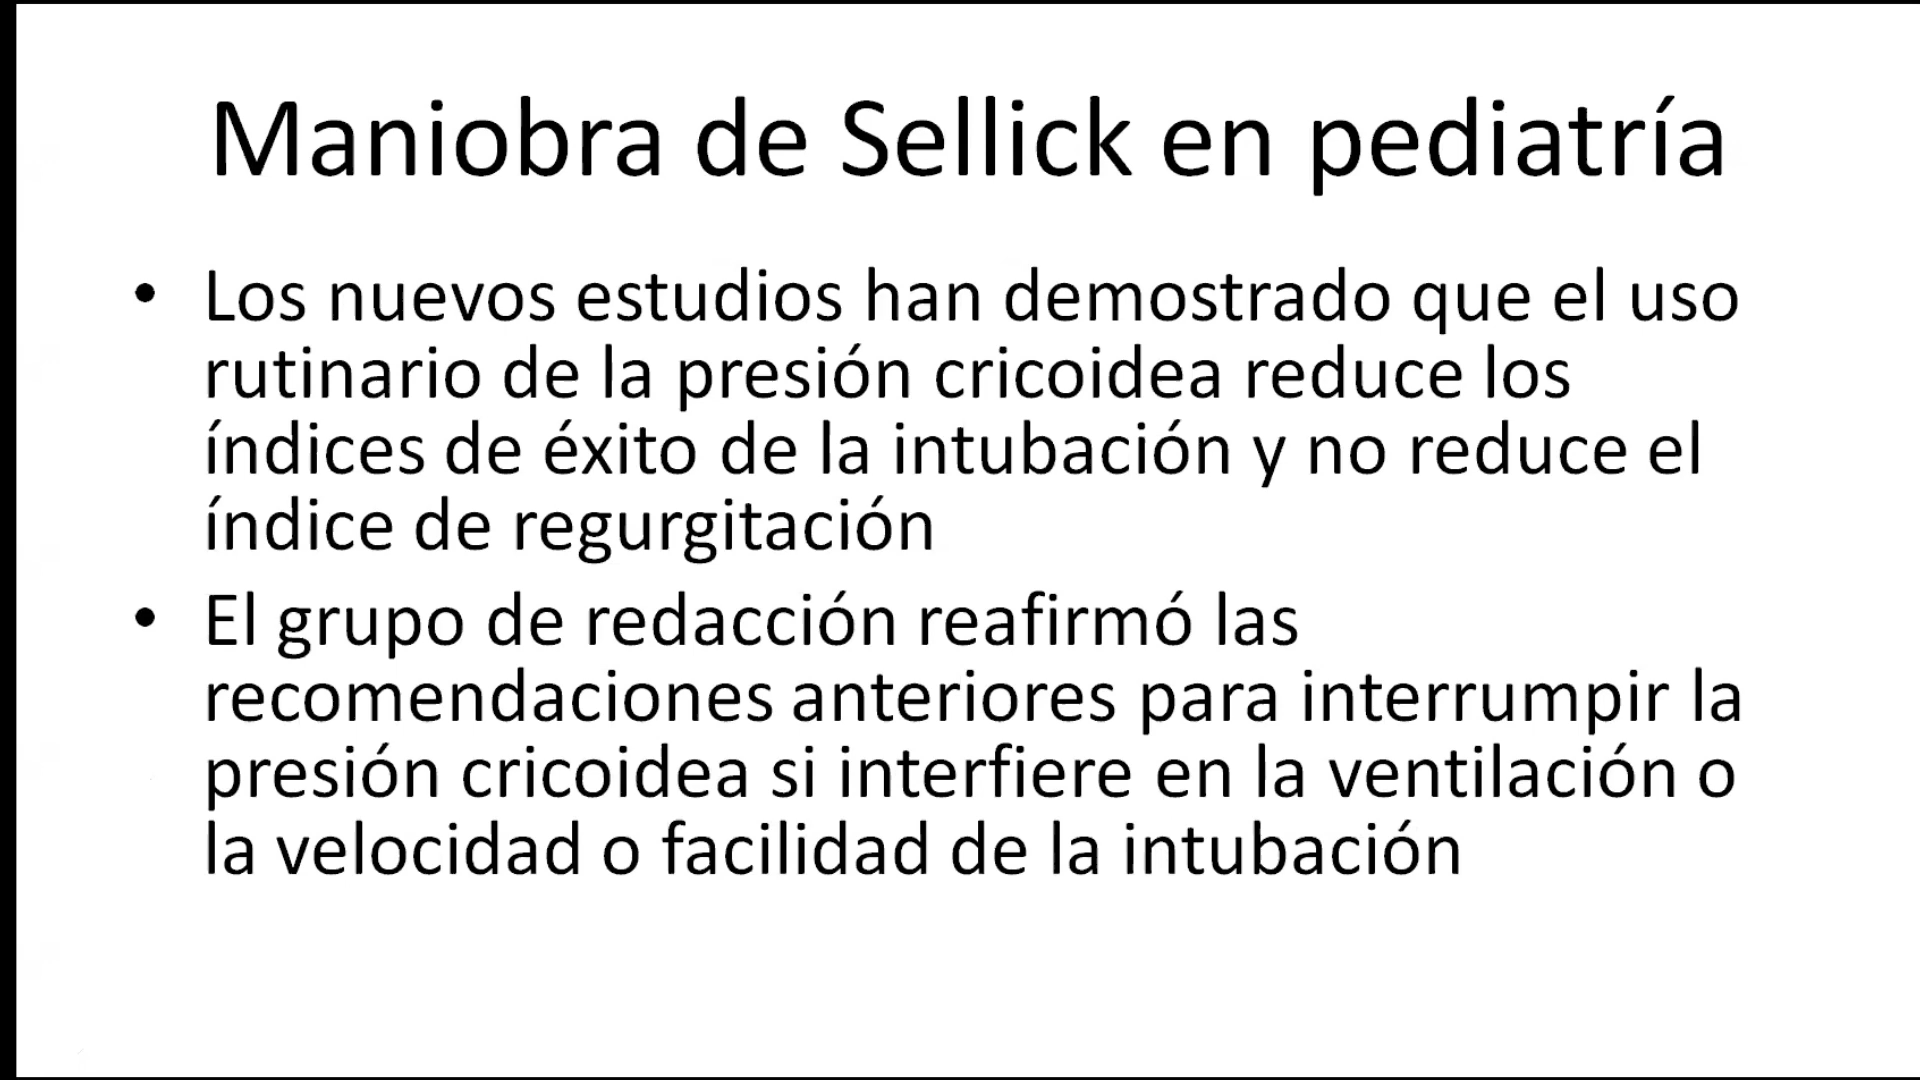 Maniobra de Sellick en pediatría
• Los nuevos estudios han demostrado que el uso
rutinario de la presión cricoidea reduce los
índices de éxito de la intubación y no reduce el
índice de regurgitación
• El grupo de redacción reafirmó las
recomendaciones anteriores para interrumpir la
presión cricoidea si interfiere en la ventilación o
la velocidad o facilidad de la intubación